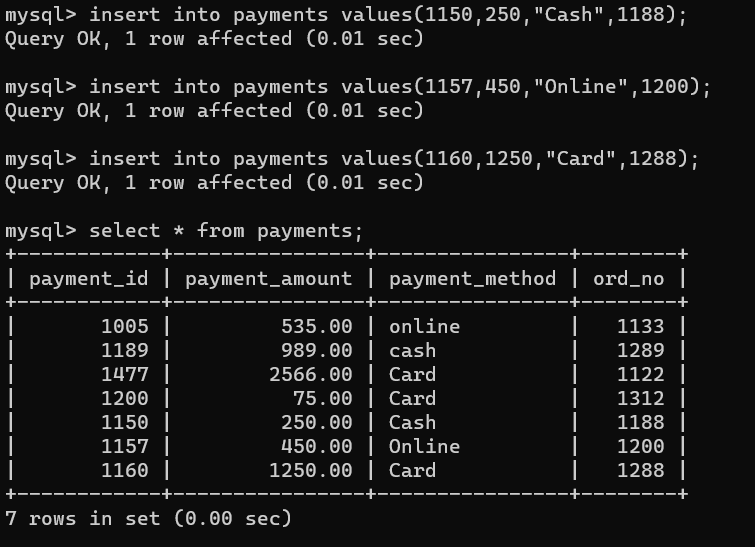 mysql> insert into payments values(1150,250,"Cash",1188);
Query OK, 1 row affected (0.01 sec)

mysql> insert into payments values(1157,450,"Online",1200);
Query OK, 1 row affected (0.01 sec)

mysql> insert into payments values(1160,1250,"Card",1288);
Query OK, 1 row affected (0.01 sec)

mysql> select * from payments;
+------------+----------------+----------------+--------+
| payment_id | payment_amount | payment_method | ord_no |
+------------+----------------+----------------+--------+
|       1005 |         535.00 | online         |   1133 |
|       1189 |         989.00 | cash           |   1289 |
|       1477 |        2566.00 | Card           |   1122 |
|       1200 |          75.00 | Card           |   1312 |
|       1150 |         250.00 | Cash           |   1188 |
|       1157 |         450.00 | Online         |   1200 |
|       1160 |        1250.00 | Card           |   1288 |
+------------+----------------+----------------+--------+
7 rows in set (0.00 sec)